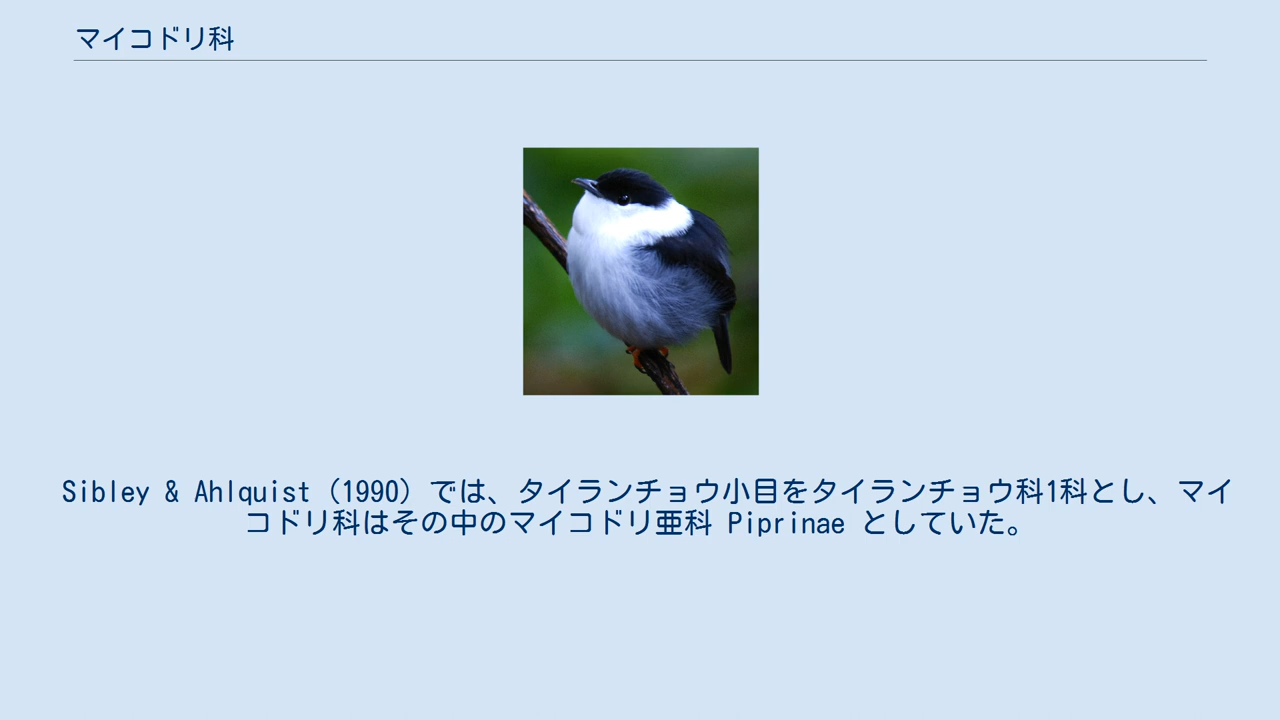 マイコドリ科
Sibley & Ahlquist (1990) では、タイランチョウ小目をタイランチョウ科1科とし、マイ
コドリ科はその中のマイコドリ亜科 Piprinae としていた。